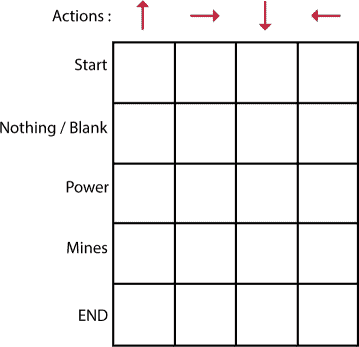 Actions :
Start
Nothing / Blank
Power
Mines
END